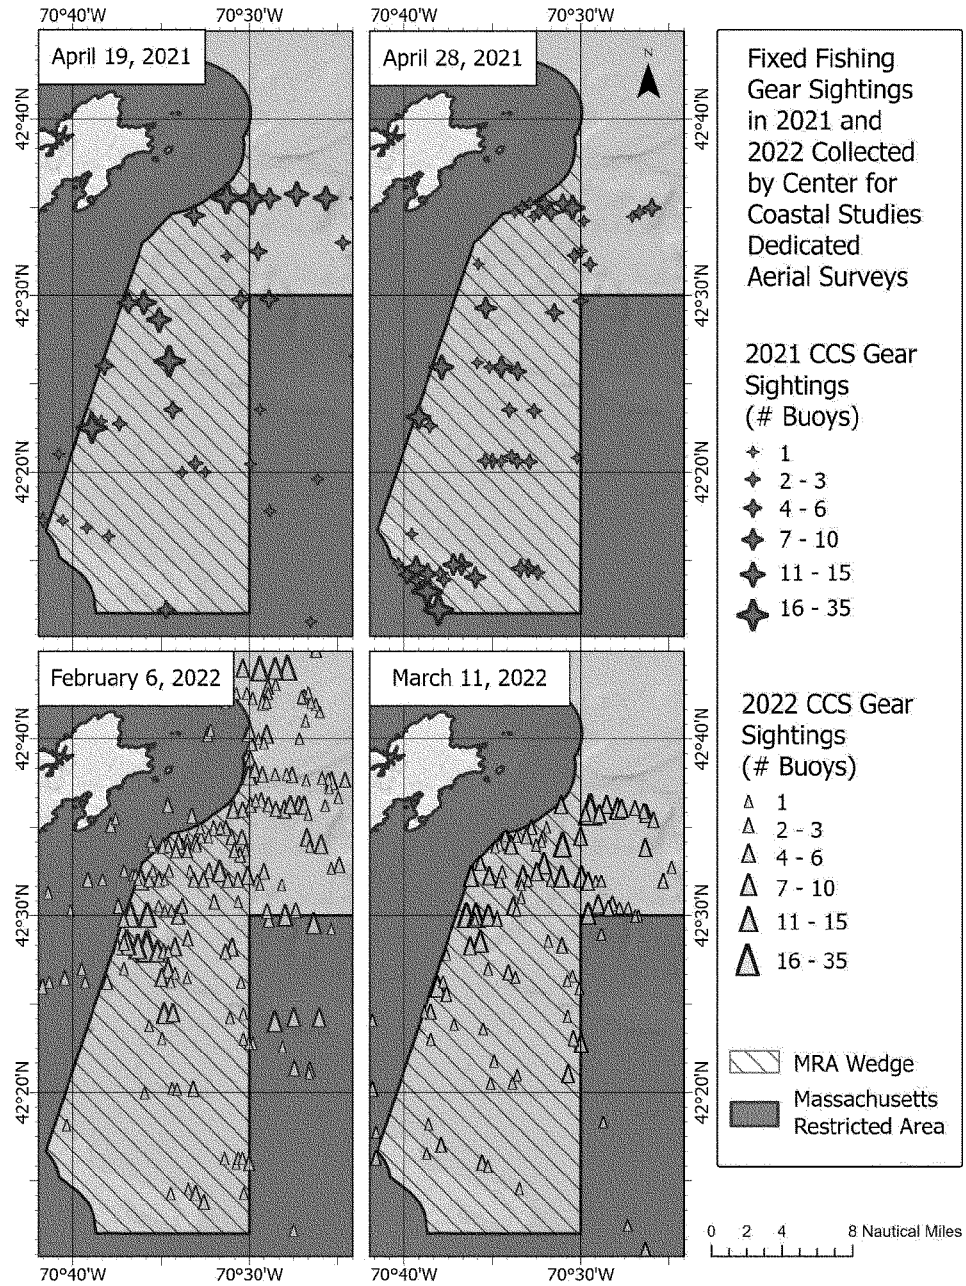 70°40'W 70°30'W 70°40'W 70°30'W
April 19, 2021
April 28, 2021
N
42°40'N
42°30'N
42°20'N
42°40'N
42°30'N
42°20'N
February 6, 2022
March 11, 2022
42°40'N
42°30'N
42°20'N
42°40'N
42°30'N
42°20'N
70°40'W 70°30'W 70°40'W 70°30'W
Fixed Fishing
Gear Sightings
in 2021 and
2022 Collected
by Center for
Coastal Studies
Dedicated
Aerial Surveys
2021 CCS Gear
Sightings
(# Buoys)
1
2 - 3
4 - 6
7 - 10
11 - 15
16 - 35
2022 CCS Gear
Sightings
(# Buoys)
1
2 - 3
4 - 6
7 - 10
11 - 15
16 - 35
MRA Wedge
Massachusetts
Restricted Area
0 2 4 8 Nautical Miles